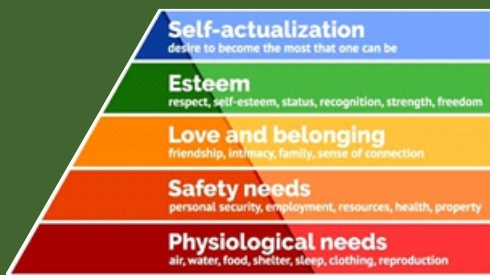 Self-actualization
desire to become the most that one can be
Esteem
respect, self-esteem, status, recognition, strength, freedom
Love and belonging
friendship, intimacy, family, sense of connection
Safety needs
personal security, employment, resources, health, property
Physiological needs
air, water, food, shelter, sleep, clothing, reproduction